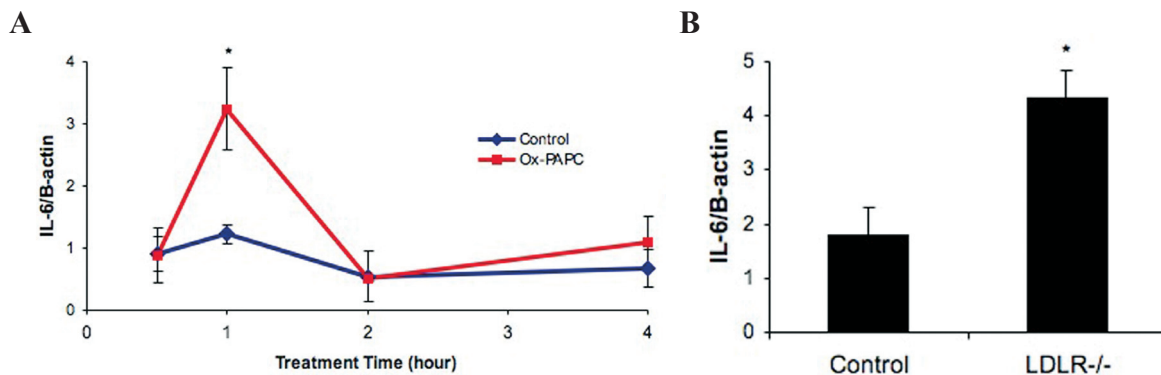 A
B
*
4
3
2
1
0
IL-6/B-actin
Control
Ox-PAPC
0
1
2
3
4
Treatment Time (hour)
*
5
4
3
2
1
0
IL-6/B-actin
Control
LDLR-/-